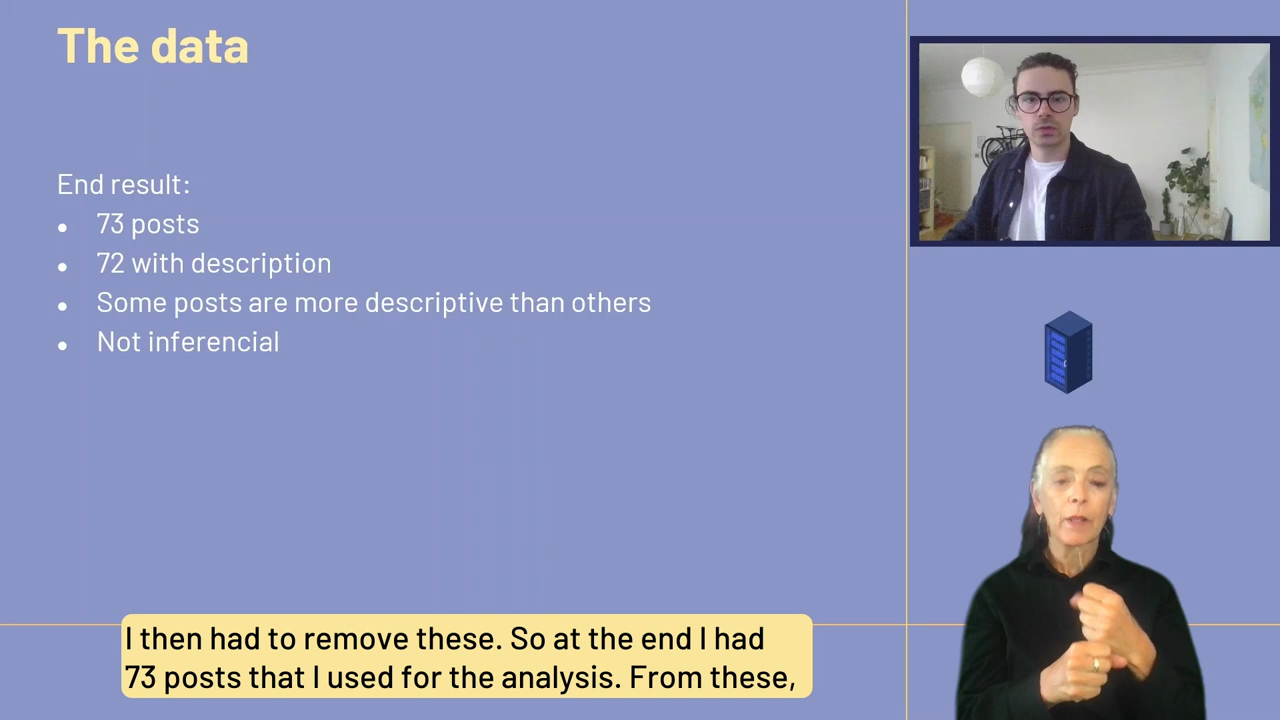 The data
End result:
73 posts
72 with description
Some posts are more descriptive than others
Not inferencial
I then had to remove these. So at the end I had
73 posts that I used for the analysis. From these,